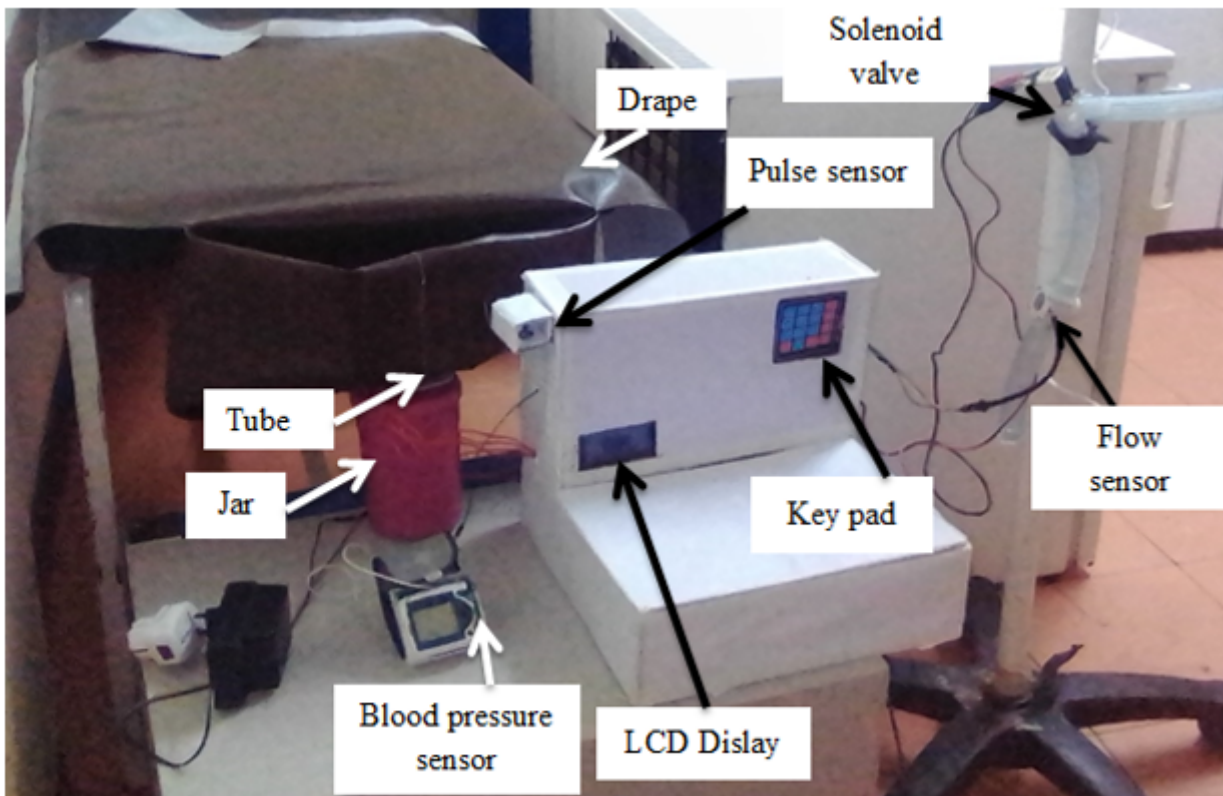 Solenoid
valve
Drape
Pulse sensor
Tube
Jar
Flow
sensor
Key pad
Blood pressure
sensor
LCD Dislay